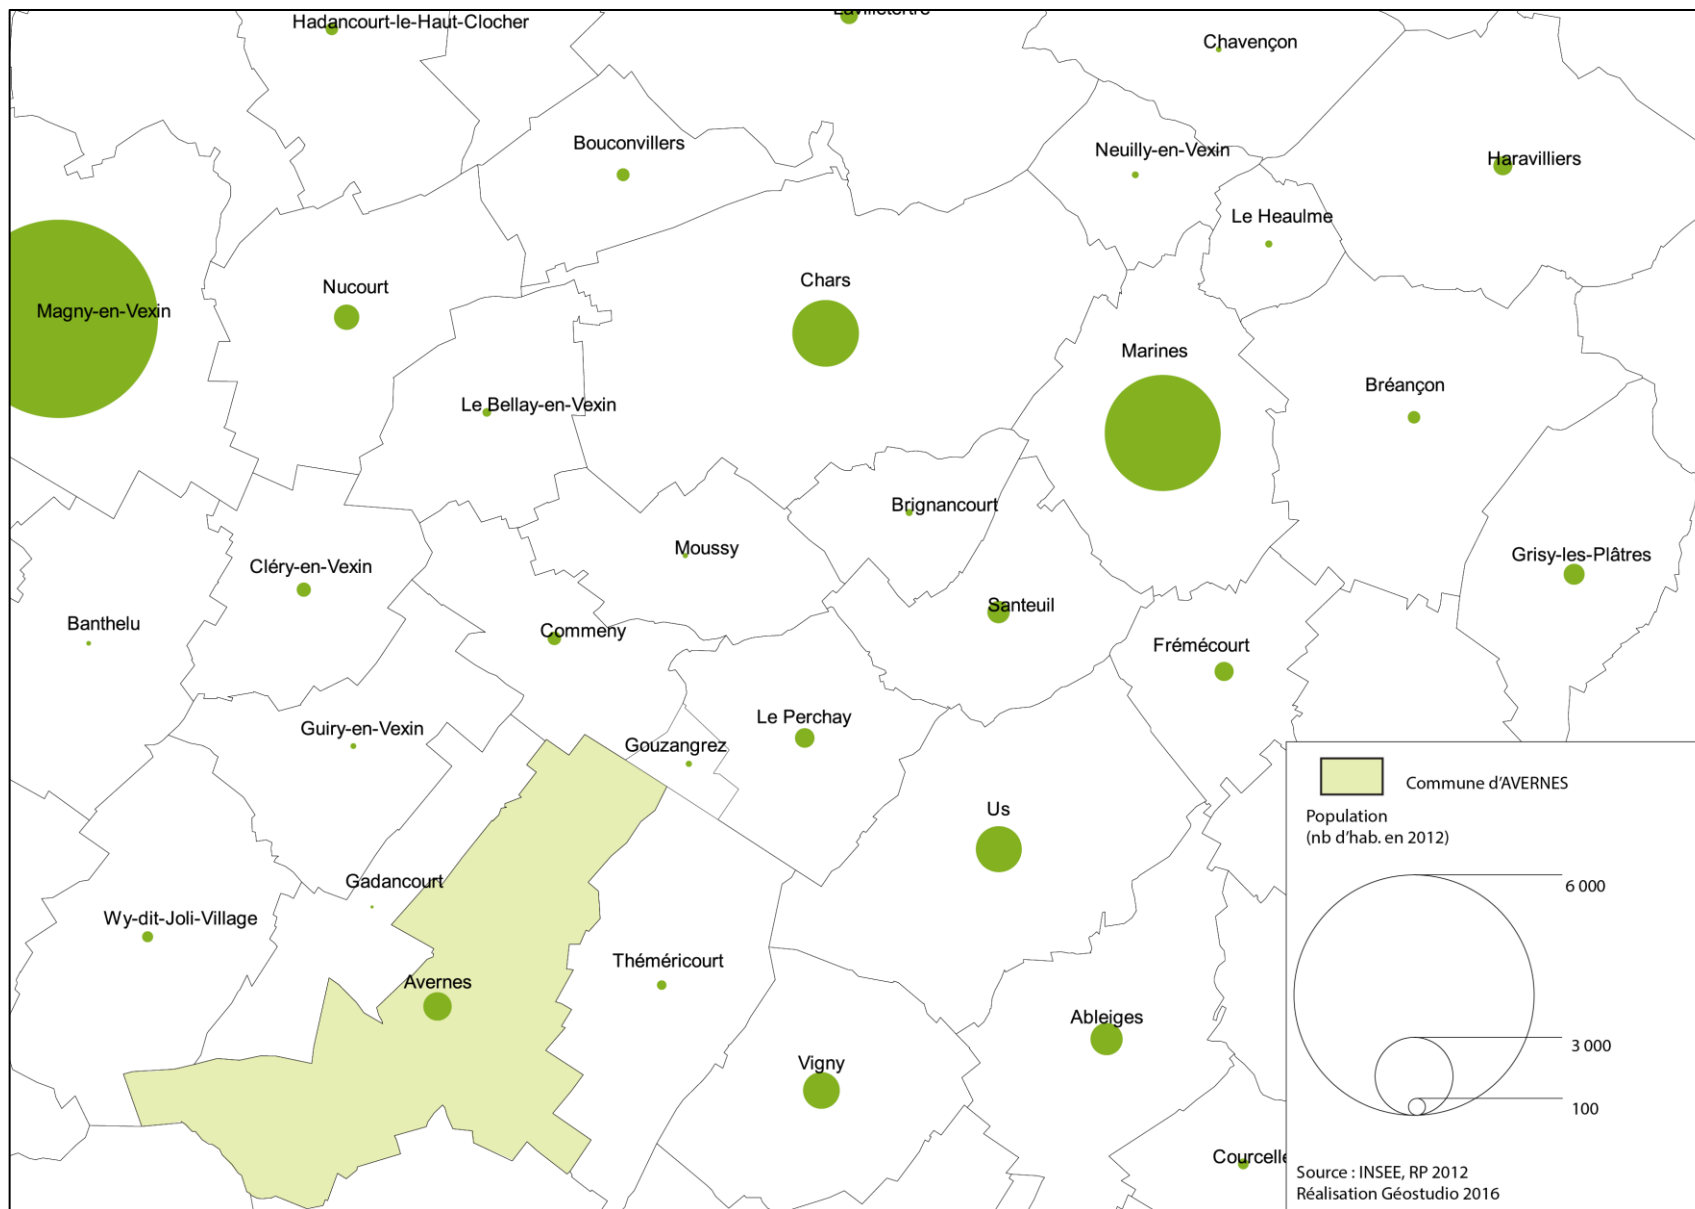 Hadancourt-le-Haut-Clocher
Lavilletertre
Chavençon
Bouconvillers
Neuilly-en-Vexin
Haravilliers
Le Heaulme
Magny-en-Vexin
Nucourt
Chars
Marines
Bréançon
Le Bellay-en-Vexin
Brignancourt
Moussy
Grisy-les-Plâtres
Cléry-en-Vexin
Banthelu
Commeny
Santeuil
Frémécourt
Guiry-en-Vexin
Gouzangrez
Le Perchay
Us
Gadancourt
Wy-dit-Joli-Village
Avernes
Théméricourt
Ableiges
Vigny
Courcelle
Commune d'AVERNES
Population
(nb d'hab. en 2012)
6 000
3 000
100
Source : INSEE, RP 2012
Réalisation Géostudio 2016